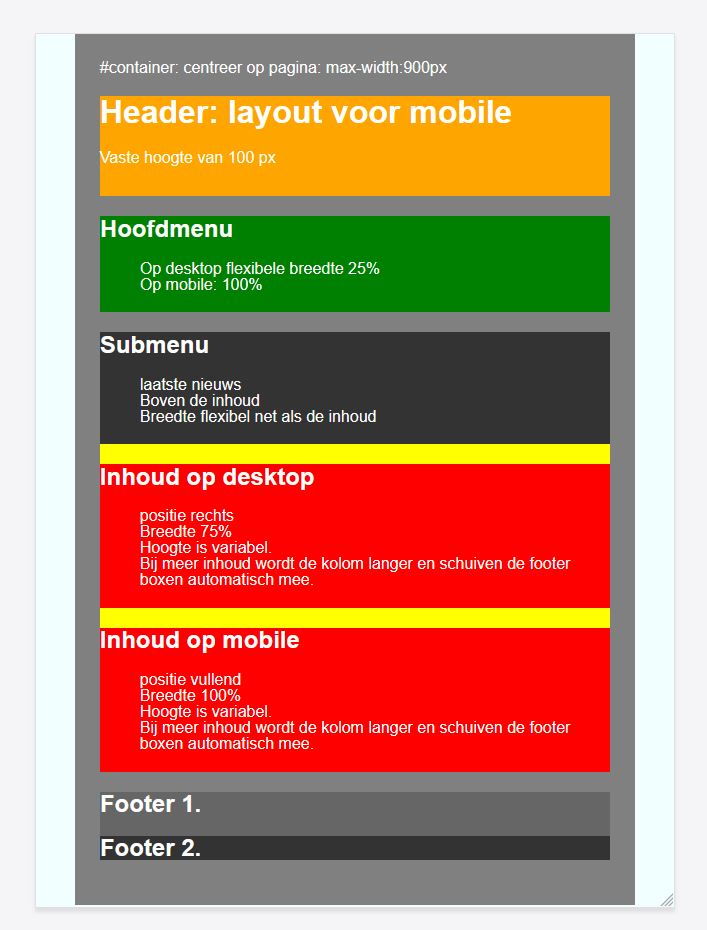 #container: centreer op pagina: max-width:900px
Header: layout voor mobile
Vaste hoogte van 100 px
Hoofdmenu
Op desktop flexibele breedte 25%
Op mobile: 100%
Submenu
laatste nieuws
Boven de inhoud
Breedte flexibel net als de inhoud
Inhoud op desktop
positie rechts
Breedte 75%
Hoogte is variabel.
Bij meer inhoud wordt de kolom langer en schuiven de footer
boxen automatisch mee.
Inhoud op mobile
positie vullend
Breedte 100%
Hoogte is variabel.
Bij meer inhoud wordt de kolom langer en schuiven de footer
boxen automatisch mee.
Footer 1.
Footer 2.